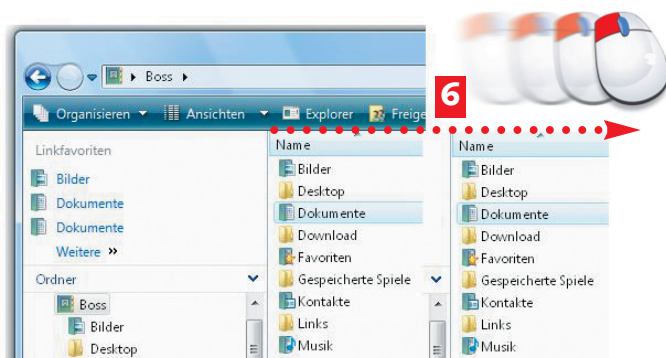 6
Boss
Organisieren Ansichten Explorer Freige
Linkfavoriten
Bilder
Dokumente
Dokumente
Weitere »
Ordner
Boss
Bilder
Desktop
Name
Bilder
Desktop
Dokumente
Download
Favoriten
Gespeicherte Spiele
Kontakte
Links
Musik
Name
Bilder
Desktop
Dokumente
Download
Favoriten
Gespeicherte Spiele
Kontakte
Links
Musik